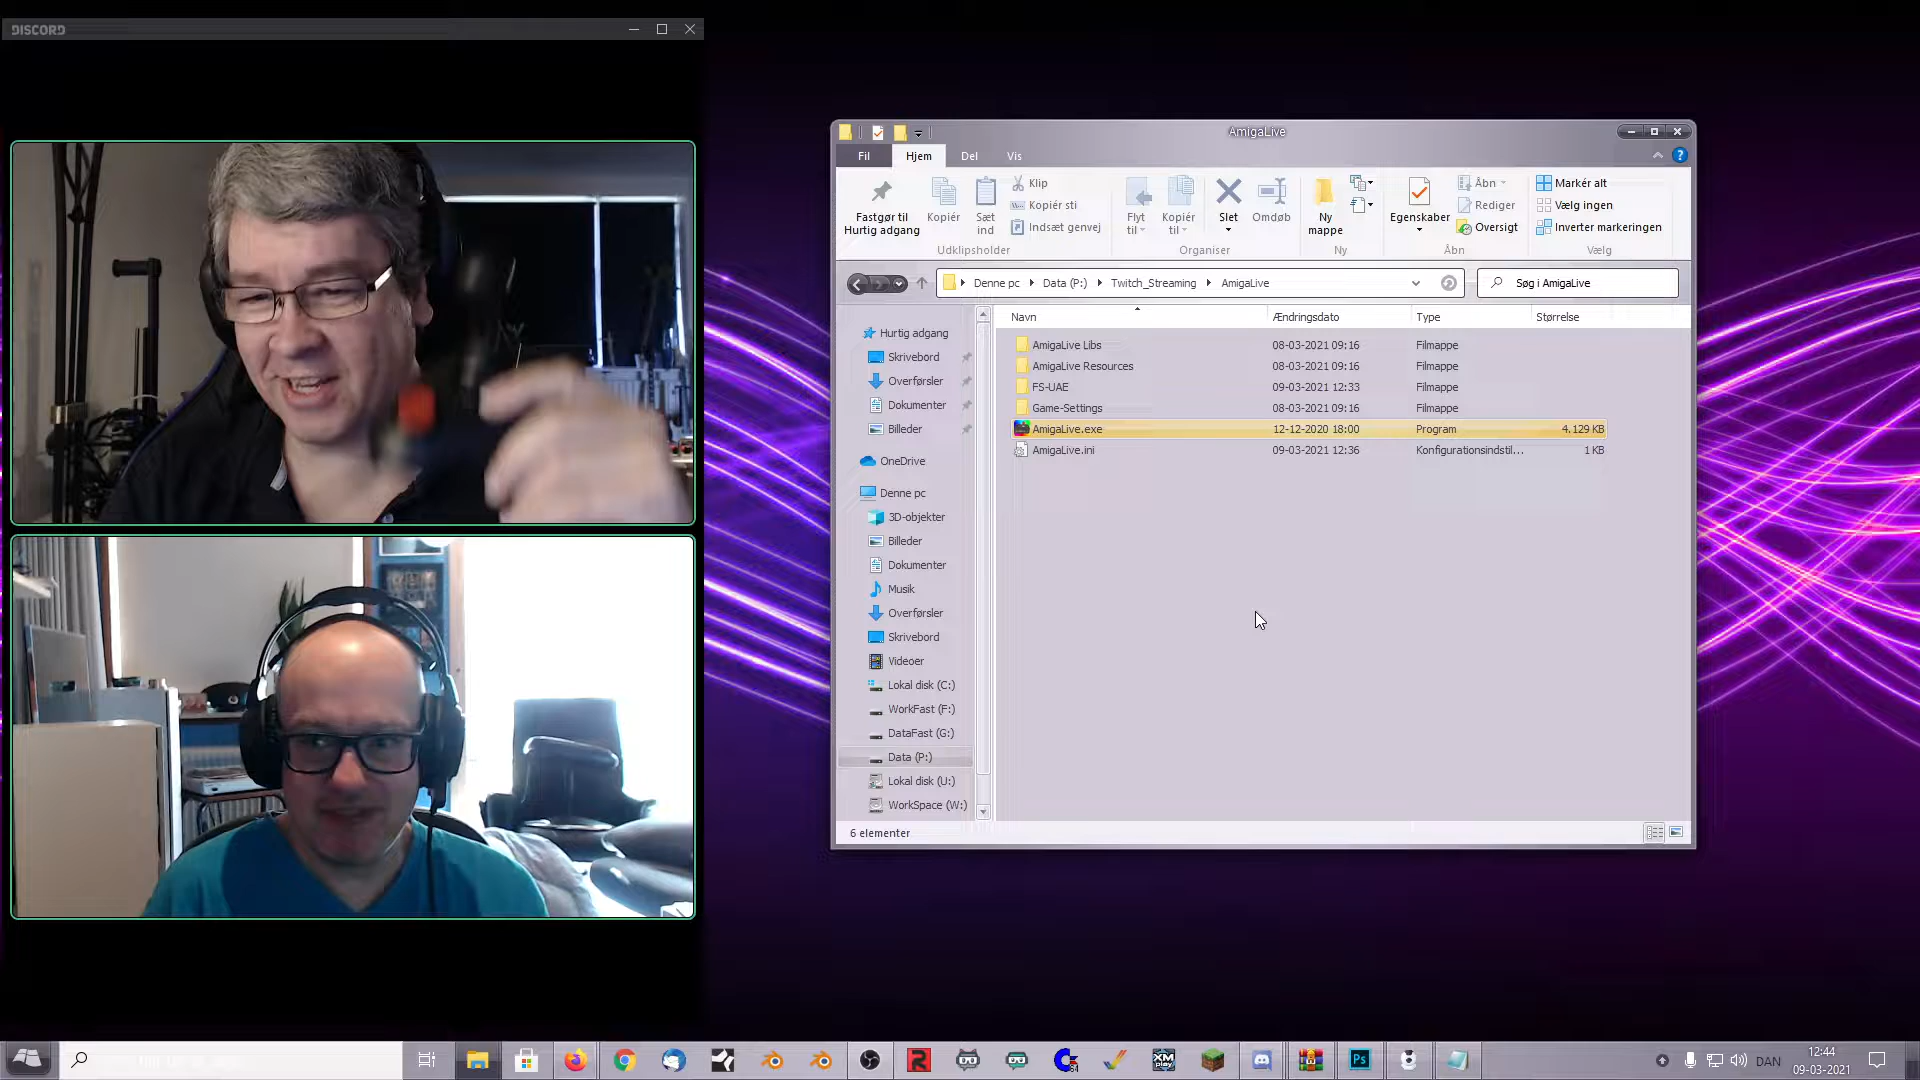 DISCORD
AmigaLive
Fil Hjem Del Vis
Fastgør til Hurtig adgang
Kopiér
Sæt ind
Klip
Kopiér sti
Indsæt genvej
Udklipsholder
Flyt til
Kopiér til
Slet
Omdøb
Organiser
Ny mappe
Ny
Egenskaber
Åbn
Rediger
Oversigt
Åbn
Markér alt
Vælg ingen
Inverter markeringen
Vælg
Denne pc Data (P:) Twitch_Streaming AmigaLive
Søg i AmigaLive
Hurtig adgang
Skrivebord
Overførsler
Dokumenter
Billeder
OneDrive
Denne pc
3D-objekter
Billeder
Dokumenter
Musik
Overførsler
Skrivebord
Videoer
Lokal disk (C:)
WorkFast (F:)
DataFast (G:)
Data (P:)
Lokal disk (U:)
WorkSpace (W:)
Navn Ændringsdato Type Størrelse
AmigaLive Libs 08-03-2021 09:16 Filmappe
AmigaLive Resources 08-03-2021 09:16 Filmappe
FS-UAE 09-03-2021 12:33 Filmappe
Game-Settings 08-03-2021 09:16 Filmappe
AmigaLive.exe 12-12-2020 18:00 Program 4.129 KB
AmigaLive.ini 09-03-2021 12:36 Konfigurationsindstil... 1 KB
6 elementer
64
XM play
Ps
DAN
12:44
09-03-2021